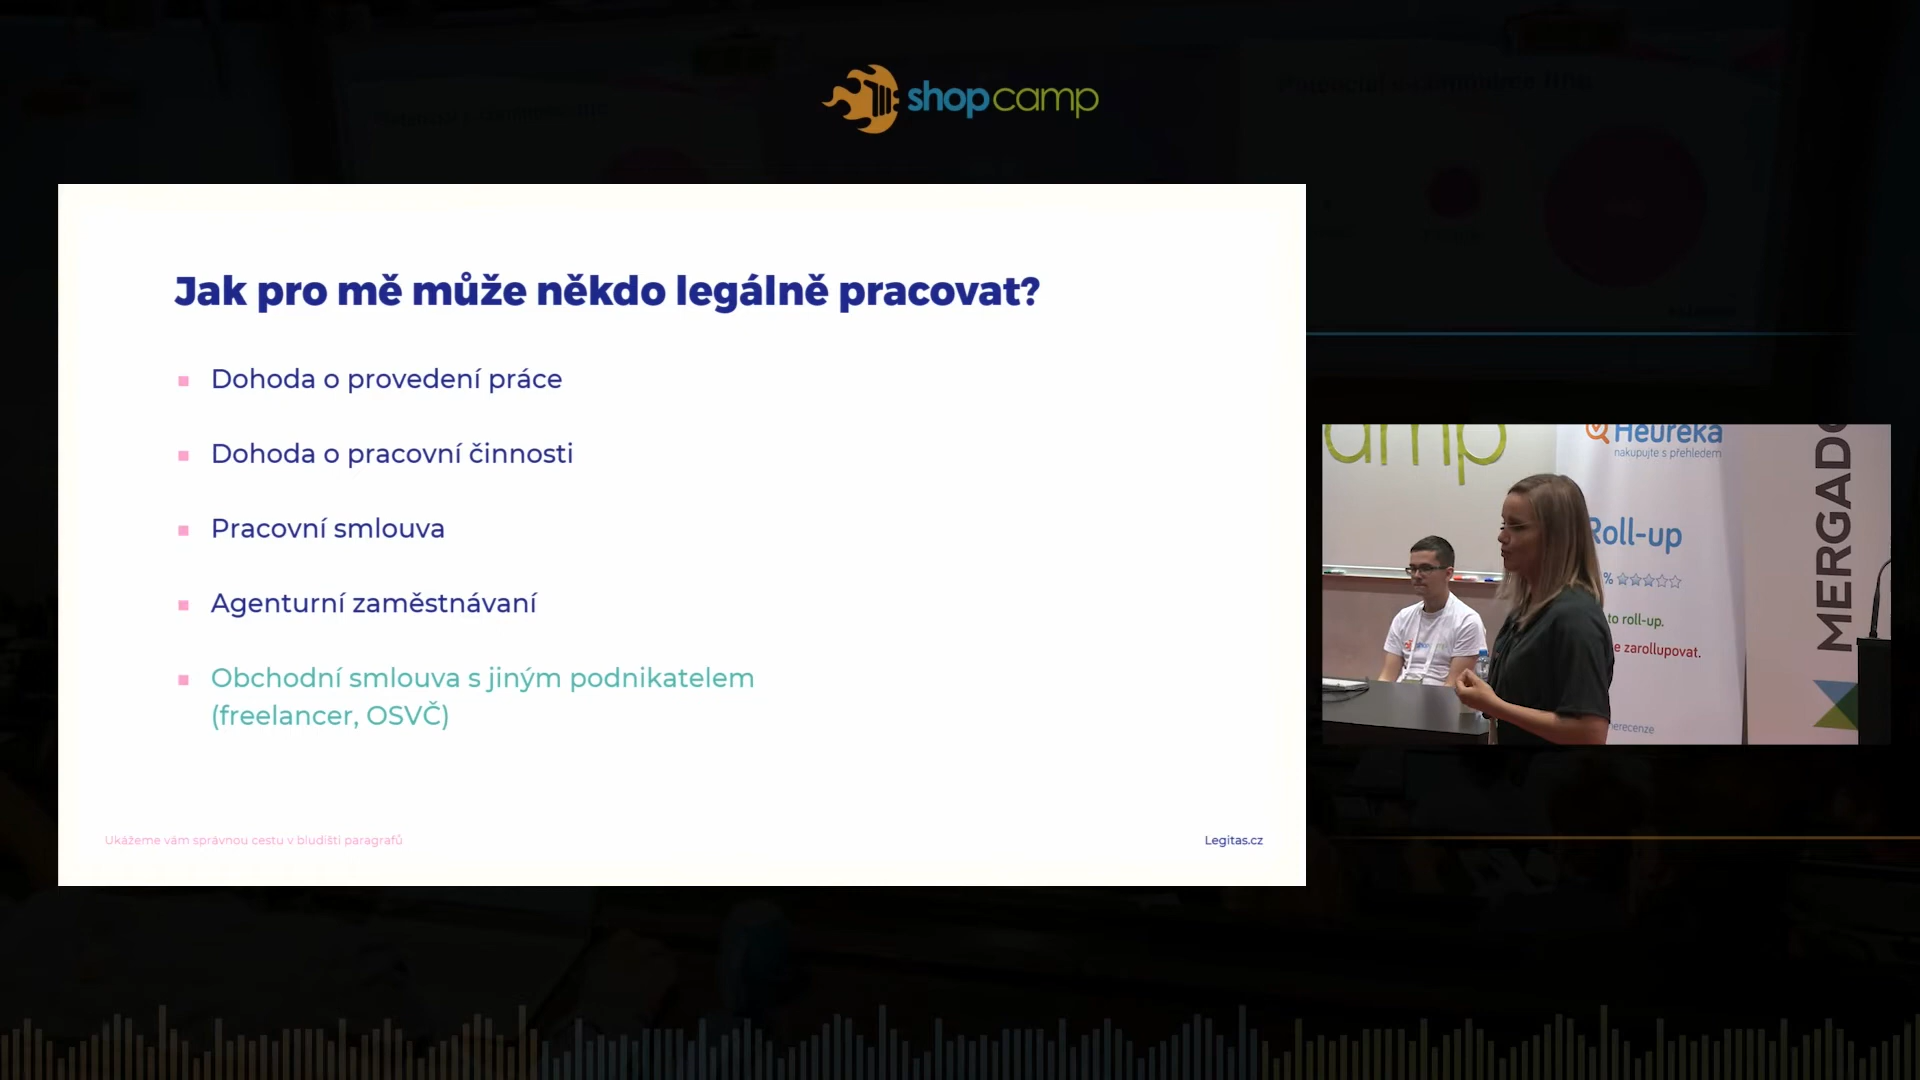 shopcamp
Jak pro mě může někdo legálně pracovat?
Dohoda o provedení práce
Dohoda o pracovní činnosti
Pracovní smlouva
Agenturní zaměstnávaní
Obchodní smlouva s jiným podnikatelem
(freelancer, OSVČ)
Ukážeme vám správnou cestu v bludišti paragrafů
Legitas.cz
camp
Heureka
nakupujte s přehledem
Roll-up
%
to roll-up.
e zarollupovat.
MERGADO